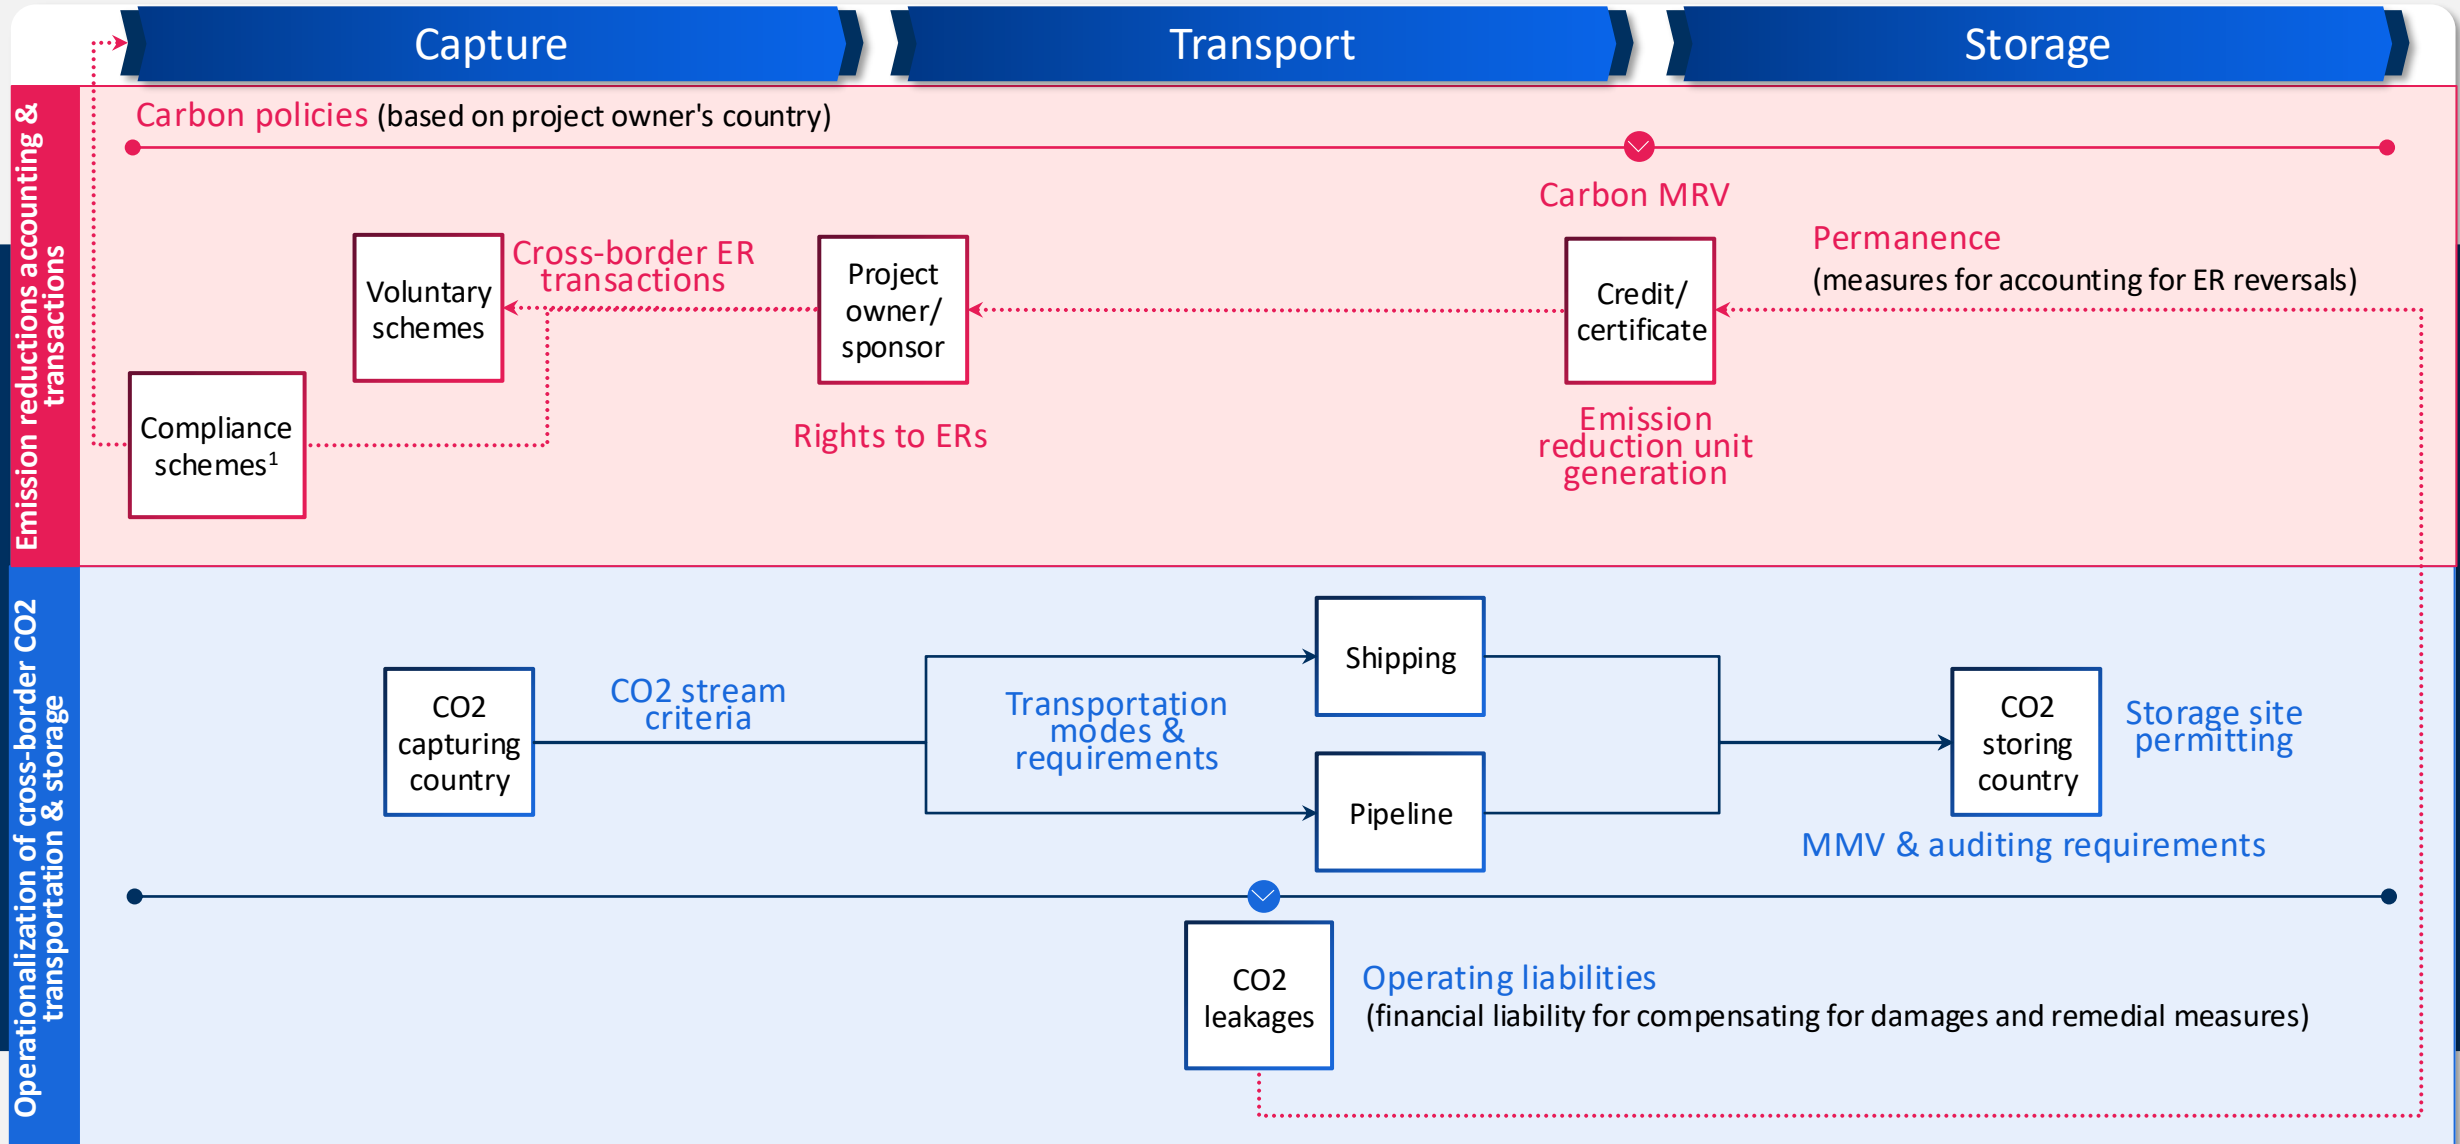 Capture
Transport
Storage
Emission reductions accounting &
transactions
Carbon policies (based on project owner's country)
Carbon MRV
Permanence
(measures for accounting for ER reversals)
Voluntary
schemes
Cross-border ER
transactions
Project
owner/
sponsor
Credit/
certificate
Compliance
schemes¹
Rights to ERs
Emission
reduction unit
generation
Operationalization of cross-border CO2
transportation & storage
CO2
capturing
country
CO2 stream
criteria
Transportation
modes &
requirements
Shipping
Pipeline
CO2
storing
country
Storage site
permitting
MMV & auditing requirements
CO2
leakages
Operating liabilities
(financial liability for compensating for damages and remedial measures)